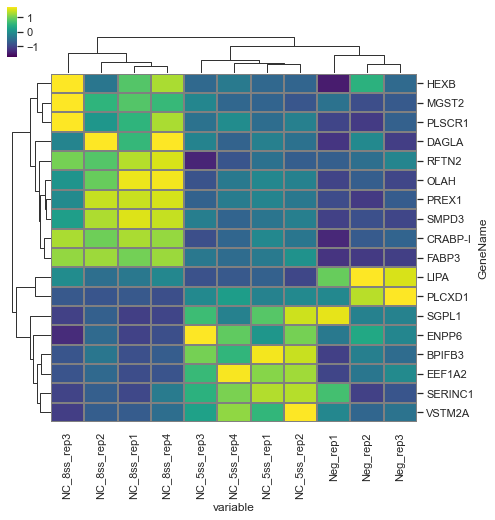 1
0
−1
HEXB
MGST2
PLSCR1
DAGLA
RFTN2
OLAH
PREX1
SMPD3
CRABP-I
FABP3
LIPA
PLCXD1
SGPL1
ENPP6
BPIFB3
EEF1A2
SERINC1
VSTM2A
GeneName
NC_8ss_rep3
NC_8ss_rep2
NC_8ss_rep1
NC_8ss_rep4
NC_5ss_rep3
NC_5ss_rep4
NC_5ss_rep1
NC_5ss_rep2
Neg_rep1
Neg_rep2
Neg_rep3
variable